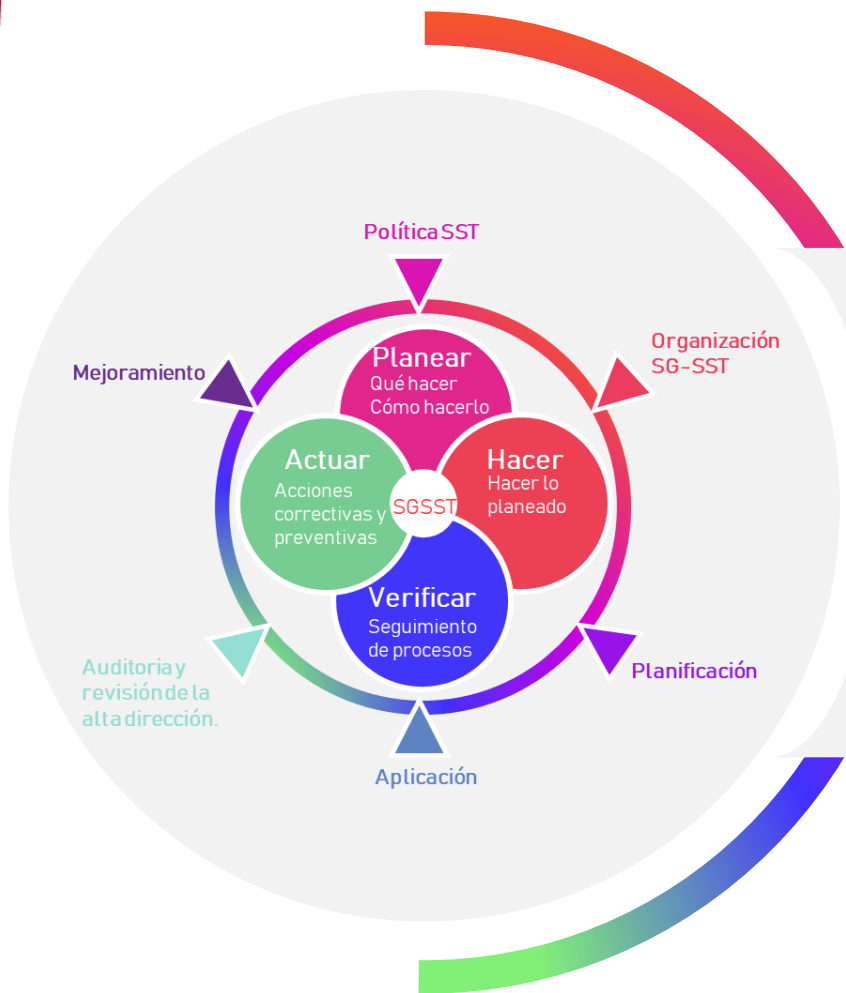 Política SST
Organización
SG-SST
Mejoramiento
Planear
Qué hacer
Cómo hacerlo
Actuar
Acciones
correctivas y
preventivas
SGSST
Hacer
Hacer lo
planeado
Verificar
Seguimiento
de procesos
Planificación
Auditoria y
revisión de la
alta dirección.
Aplicación